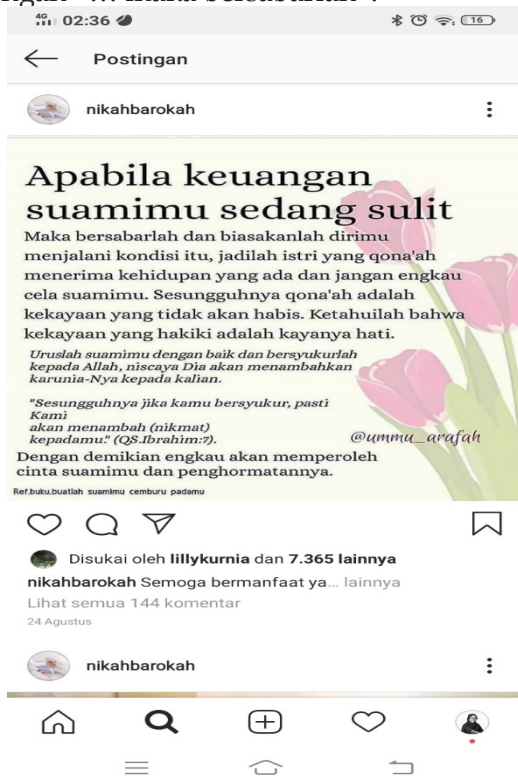 4G 02:36 16
Postingan
nikahbarokah
Apabila keuangan
suamimu sedang sulit
Maka bersabarlah dan biasakanlah dirimu
menjalani kondisi itu, jadilah istri yang qona'ah
menerima kehidupan yang ada dan jangan engkau
cela suamimu. Sesungguhnya qona'ah adalah
kekayaan yang tidak akan habis. Ketahuilah bahwa
kekayaan yang hakiki adalah kayanya hati.
Uruslah suamimu dengan baik dan bersyukurlah
kepada Allah, niscaya Dia akan menambahkan
karunia-Nya kepada kalian.
"Sesungguhnya jika kamu bersyukur, pasti
Kami
akan menambah (nikmat)
kepadamu." (QS.Ibrahim:7).
@ummu_arafah
Dengan demikian engkau akan memperoleh
cinta suamimu dan penghormatannya.
Ref.buku.buatlah suamimu cemburu padamu
Disukai oleh lillykurnia dan 7.365 lainnya
nikahbarokah Semoga bermanfaat ya... lainnya
Lihat semua 144 komentar
24 Agustus
nikahbarokah